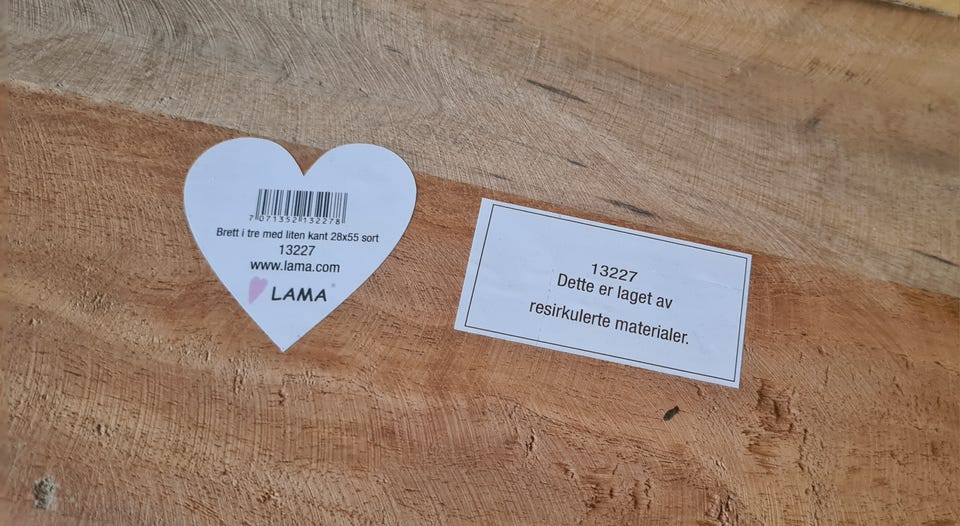 7 071352 132278
Brett i tre med liten kant 28x55 sort
13227
www.lama.com
LAMA
13227
Dette er laget av
resirkulerte materialer.